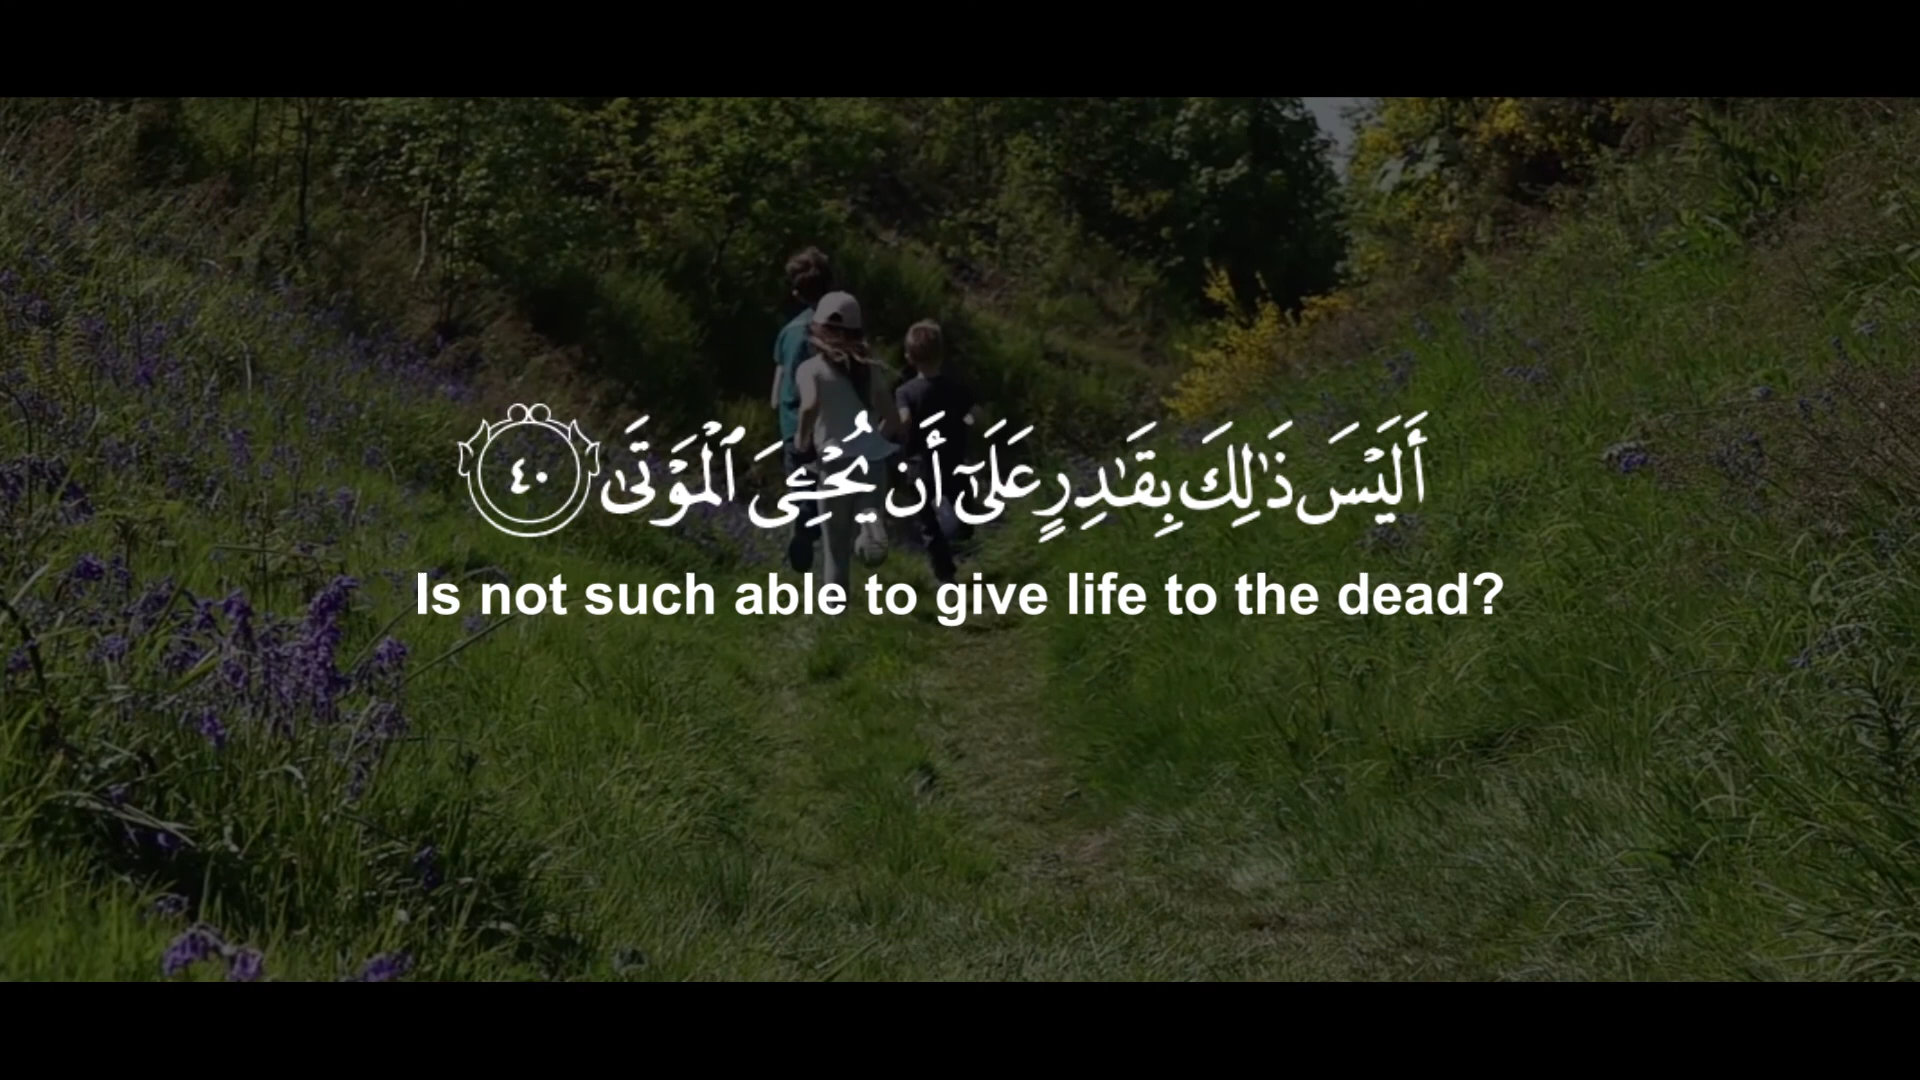 أَلَيْسَ ذَٰلِكَ بِقَـٰدِرٍ عَلَىٰٓ أَن يُحْـِۧىَ ٱلْمَوْتَىٰ ٤٠
Is not such able to give life to the dead?